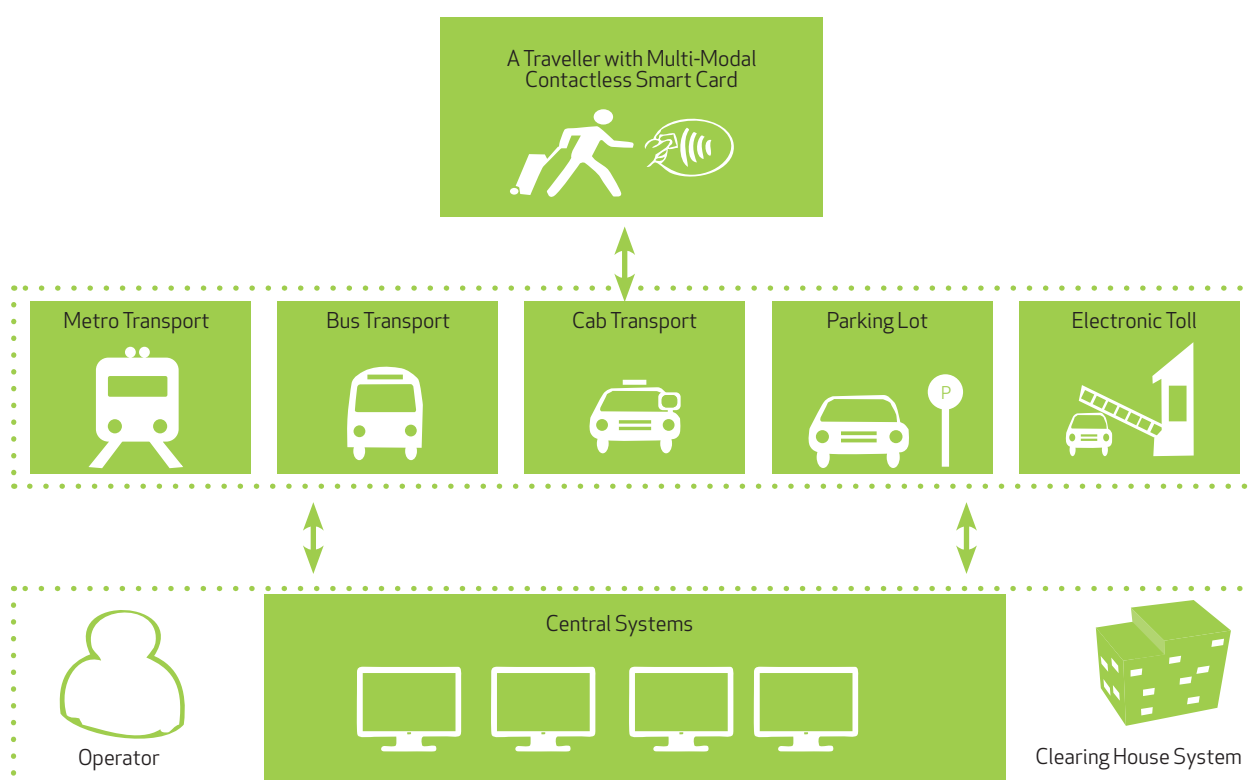 A Traveller with Multi-Modal
Contactless Smart Card
Metro Transport
Bus Transport
Cab Transport
Parking Lot
Electronic Toll
P
Central Systems
Operator
Clearing House System